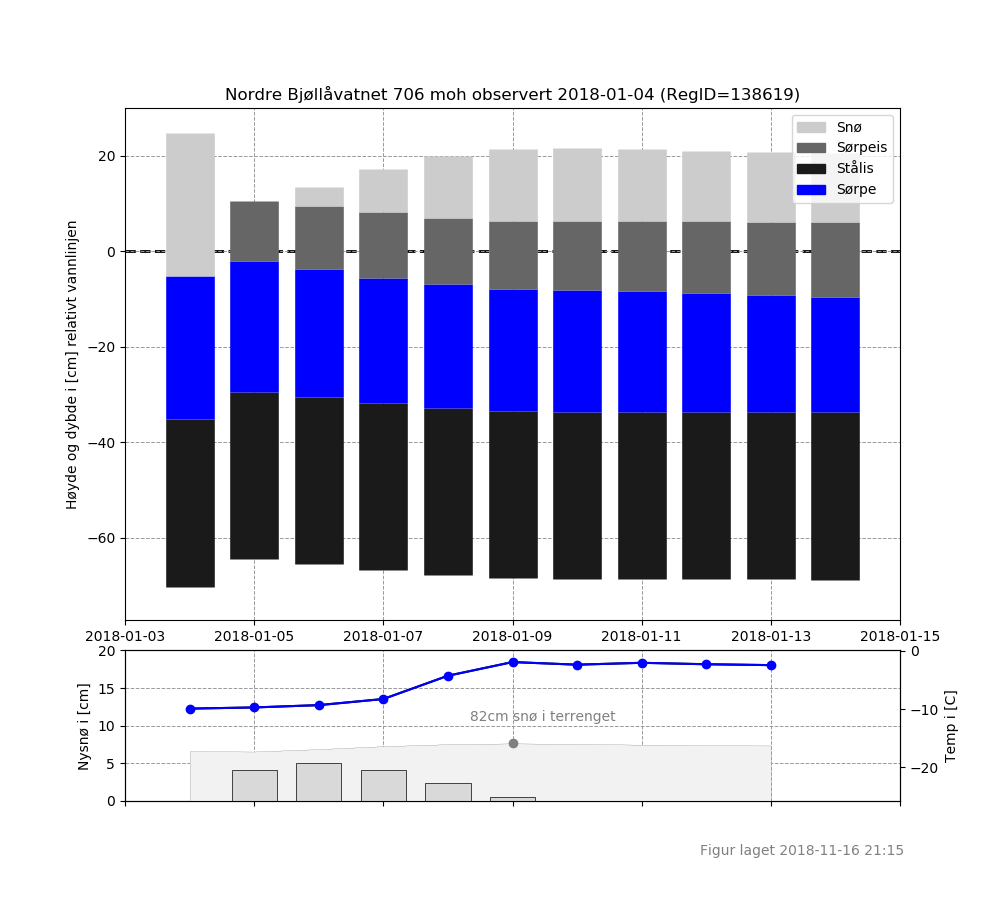 Nordre Bjøllåvatnet 706 moh observert 2018-01-04 (RegID=138619)
Snø
Sørpeis
Stålis
Sørpe
Høyde og dybde i [cm] relativt vannlinjen
20
0
−20
−40
−60
2018-01-03 2018-01-05 2018-01-07 2018-01-09 2018-01-11 2018-01-13 2018-01-15
Nysnø i [cm]
20
15
10
5
0
82cm snø i terrenget
0
−10
−20
Temp i [C]
Figur laget 2018-11-16 21:15